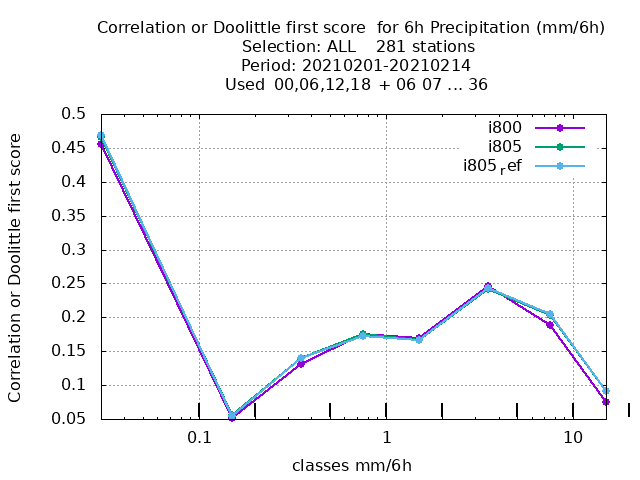 Correlation or Doolittle first score for 6h Precipitation (mm/6h)
Selection: ALL 281 stations
Period: 20210201-20210214
Used 00,06,12,18 + 06 07 ... 36
Correlation or Doolittle first score
0.5
0.45
0.4
0.35
0.3
0.25
0.2
0.15
0.1
0.05
i800
i805
i805ref
0.1 1 10
classes mm/6h